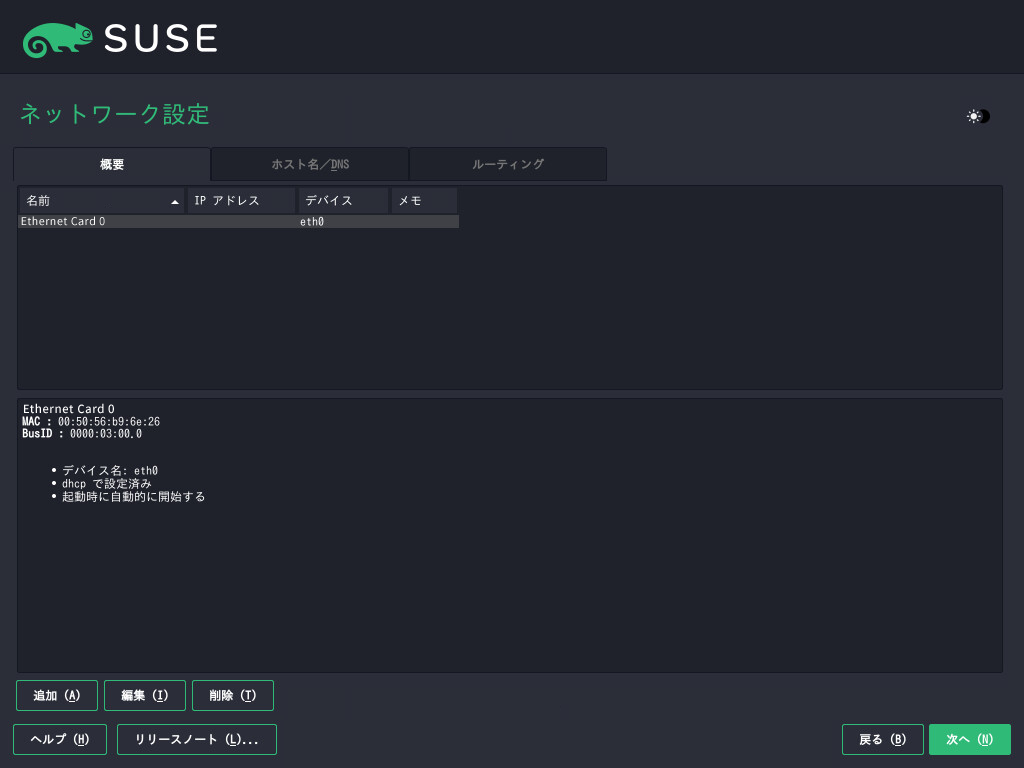 SUSE
ネットワーク設定
概要 ホスト名/DNS ルーティング
名前 IP アドレス デバイス メモ
Ethernet Card 0 eth0
Ethernet Card 0
MAC : 00:50:56:b9:6e:26
BusID : 0000:03:00.0
• デバイス名: eth0
• dhcp で設定済み
• 起動時に自動的に開始する
追加 (A) 編集 (I) 削除 (T)
ヘルプ (H) リリースノート (L)... 戻る (B) 次へ (N)